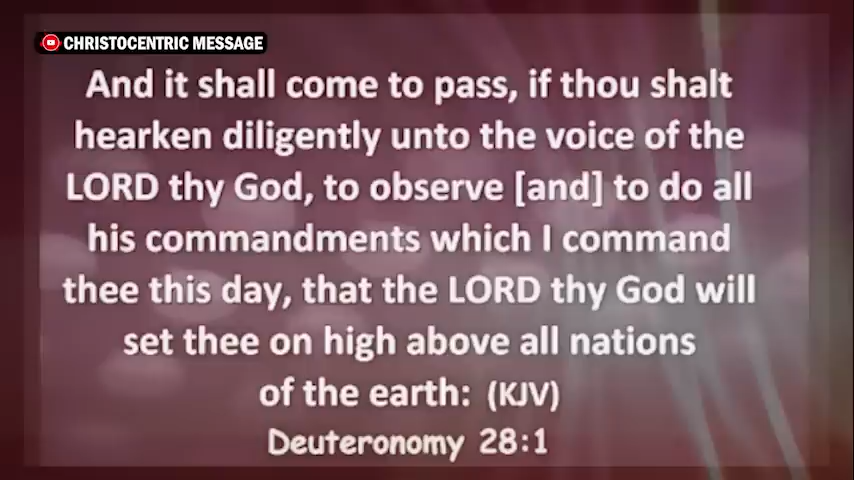 CHRISTOCENTRIC MESSAGE
And it shall come to pass, if thou shalt
hearken diligently unto the voice of the
LORD thy God, to observe [and] to do all
his commandments which I command
thee this day, that the LORD thy God will
set thee on high above all nations
of the earth: (KJV)
Deuteronomy 28:1